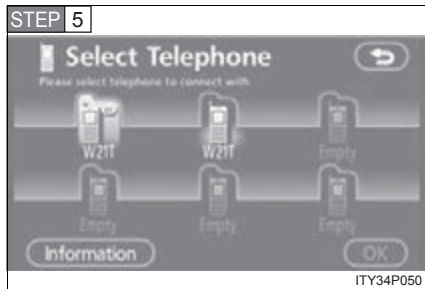 STEP 5
Select Telephone
Please select telephone to connect with
W21T W21T Empty
Empty Empty Empty
Information OK
ITY34P050